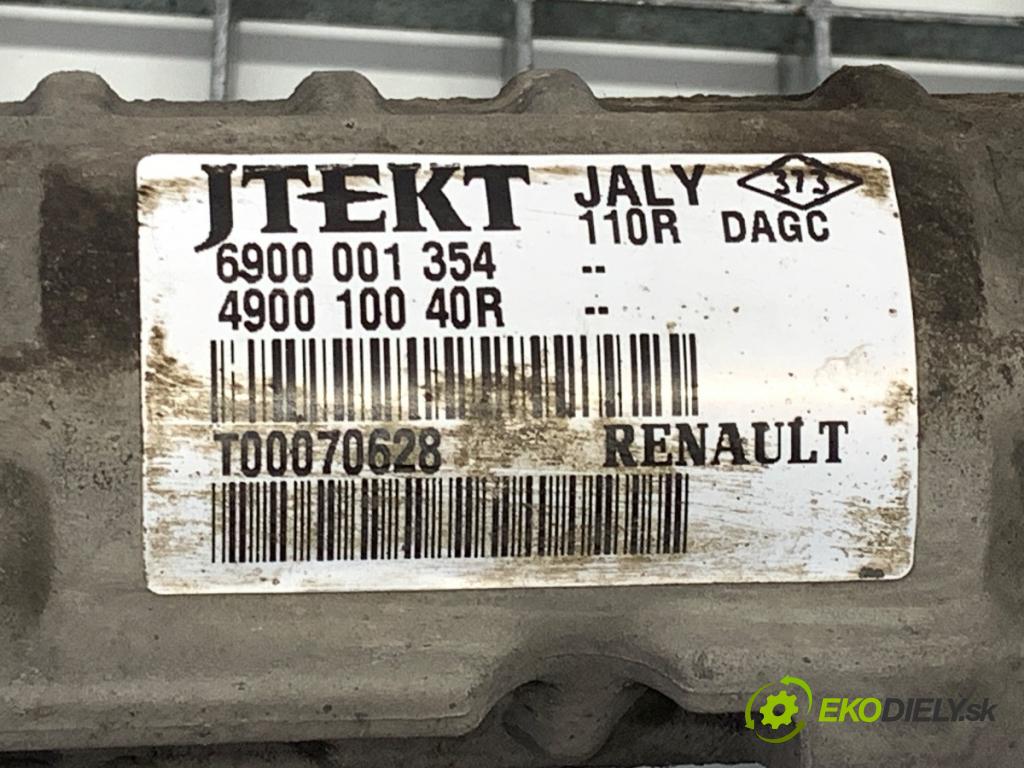 JTEKT JALY 373
110R DAGC
6900 001 354 --
4900 100 40R --
T00070628 RENAULT
EKODIELY.sk